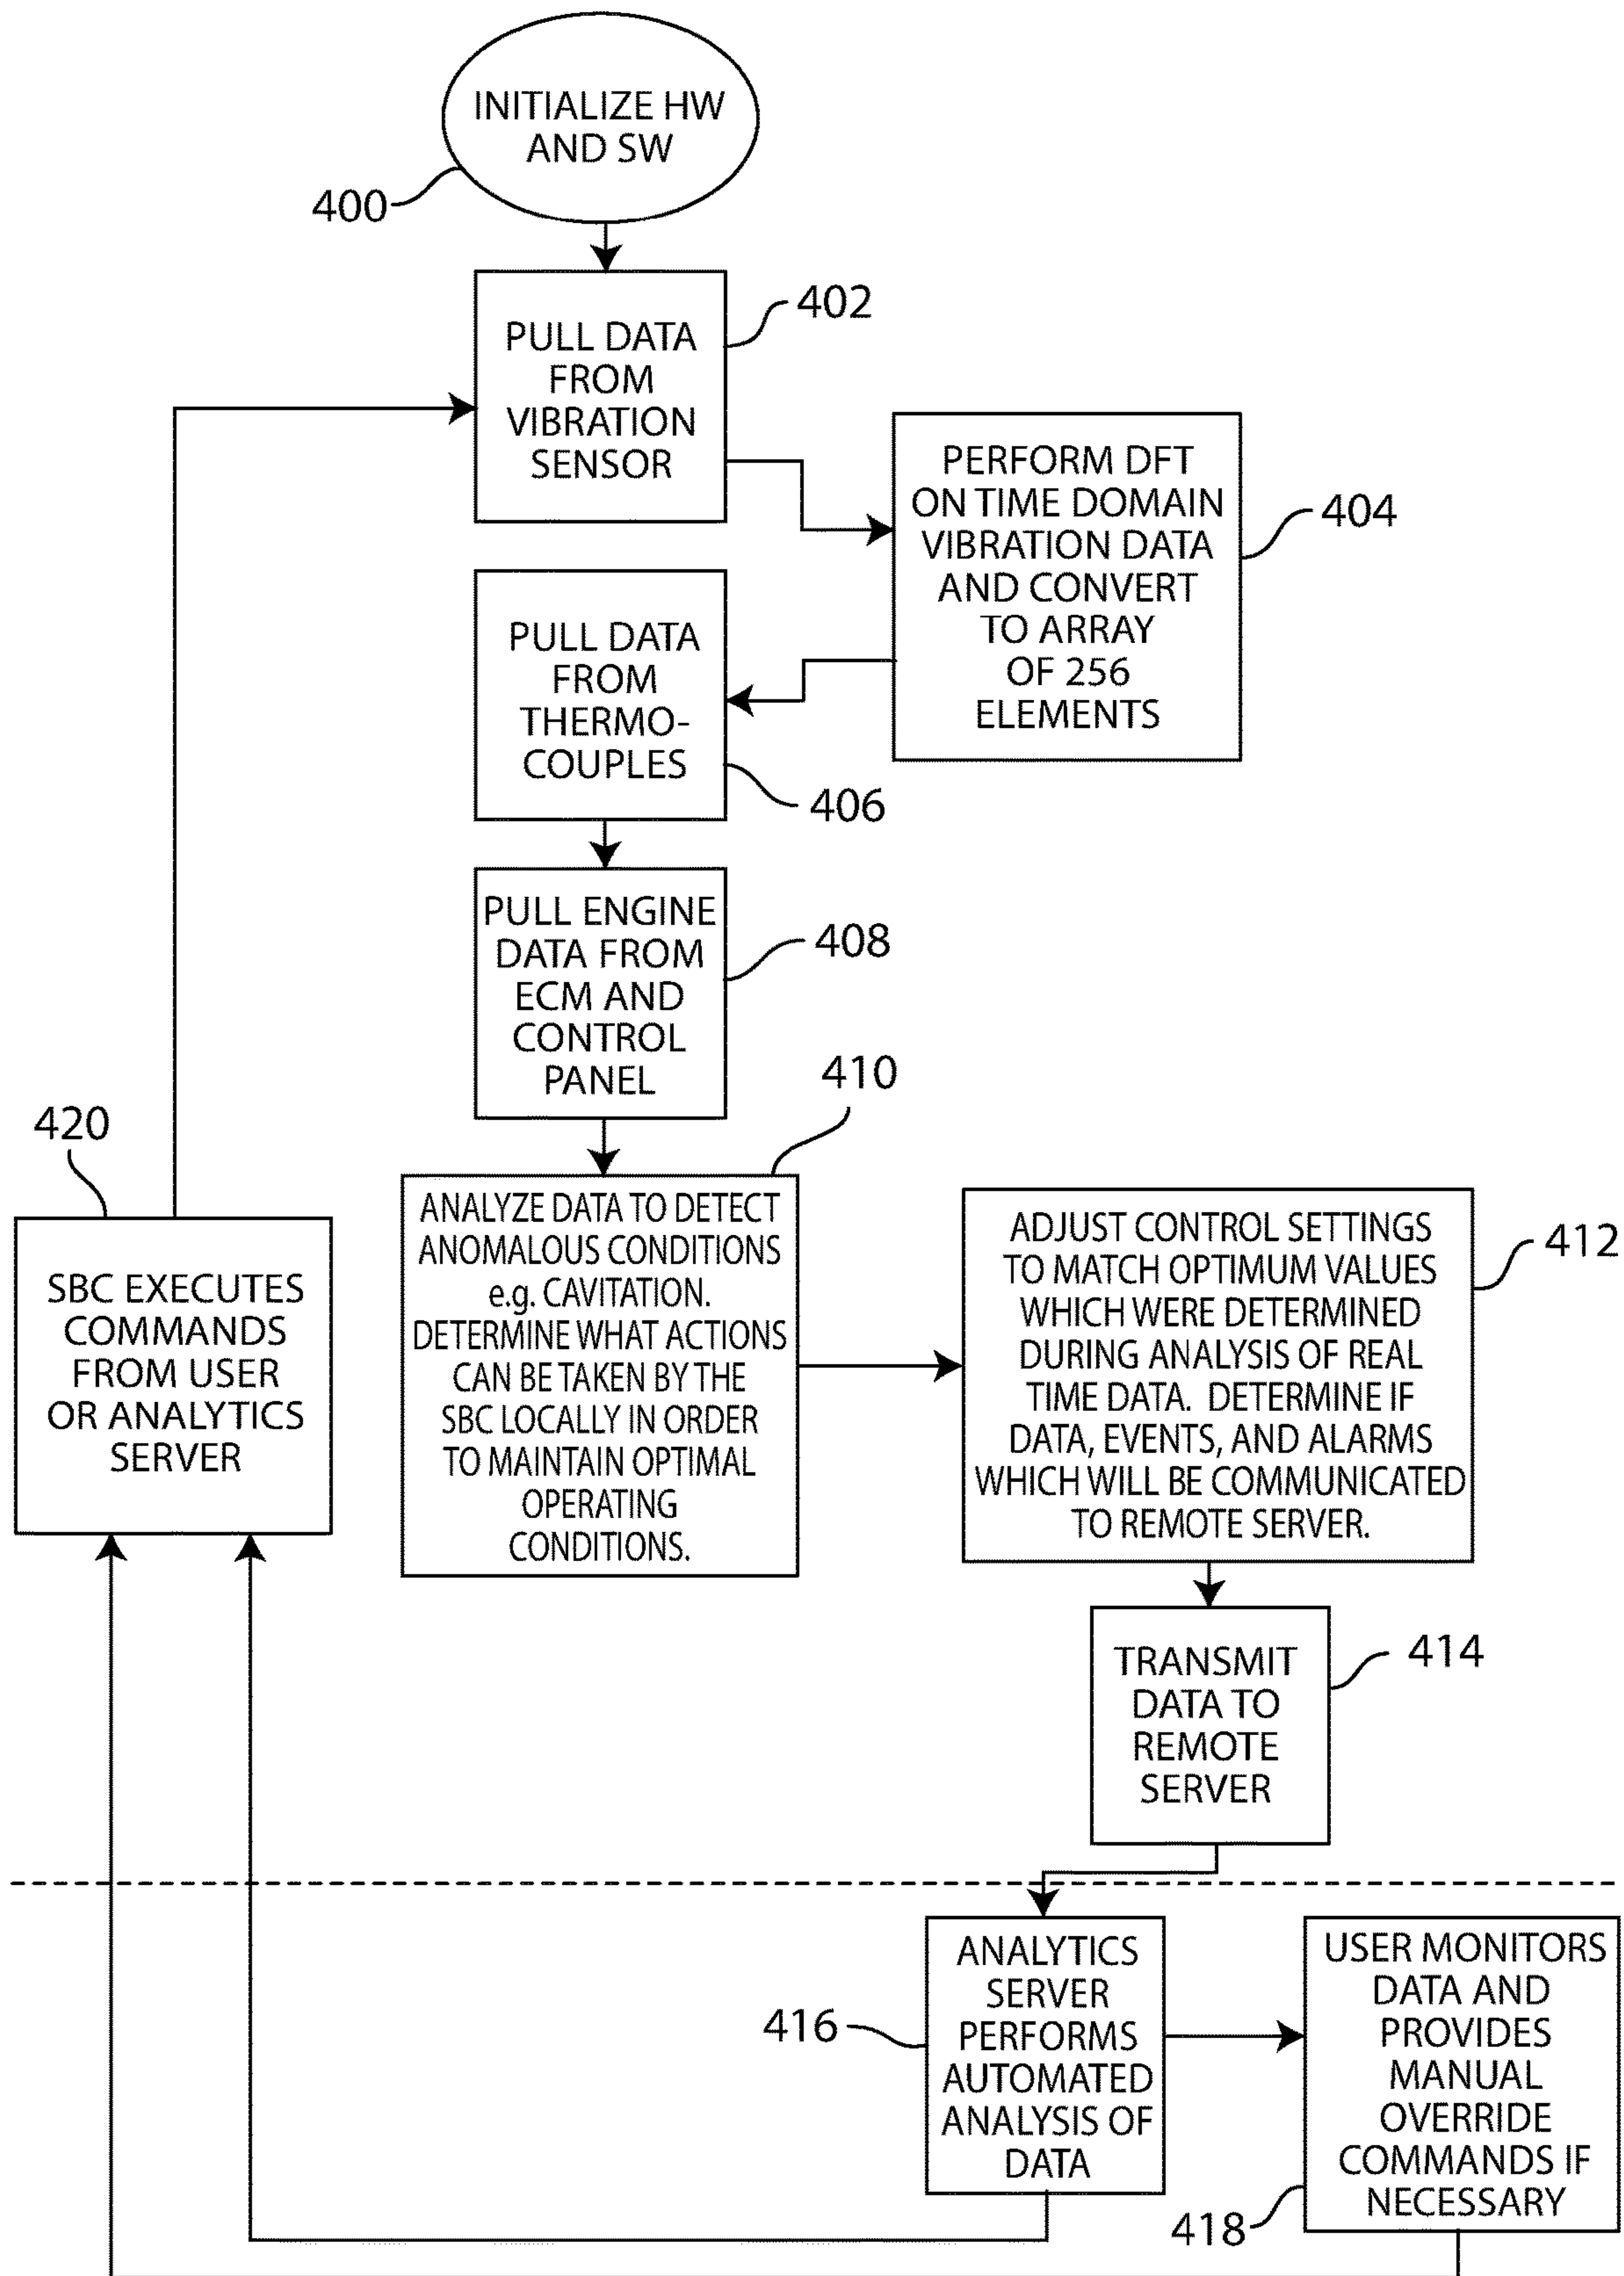 INITIALIZE HW
AND SW
400
PULL DATA
FROM
VIBRATION
SENSOR
402
PERFORM DFT
ON TIME DOMAIN
VIBRATION DATA
AND CONVERT
TO ARRAY
OF 256
ELEMENTS
404
PULL DATA
FROM
THERMO-
COUPLES
406
PULL ENGINE
DATA FROM
ECM AND
CONTROL
PANEL
408
ANALYZE DATA TO DETECT
ANOMALOUS CONDITIONS
e.g. CAVITATION.
DETERMINE WHAT ACTIONS
CAN BE TAKEN BY THE
SBC LOCALLY IN ORDER
TO MAINTAIN OPTIMAL
OPERATING
CONDITIONS.
410
ADJUST CONTROL SETTINGS
TO MATCH OPTIMUM VALUES
WHICH WERE DETERMINED
DURING ANALYSIS OF REAL
TIME DATA. DETERMINE IF
DATA, EVENTS, AND ALARMS
WHICH WILL BE COMMUNICATED
TO REMOTE SERVER.
412
TRANSMIT
DATA TO
REMOTE
SERVER
414
ANALYTICS
SERVER
PERFORMS
AUTOMATED
ANALYSIS OF
DATA
416
USER MONITORS
DATA AND
PROVIDES
MANUAL
OVERRIDE
COMMANDS IF
NECESSARY
418
420
SBC EXECUTES
COMMANDS
FROM USER
OR ANALYTICS
SERVER